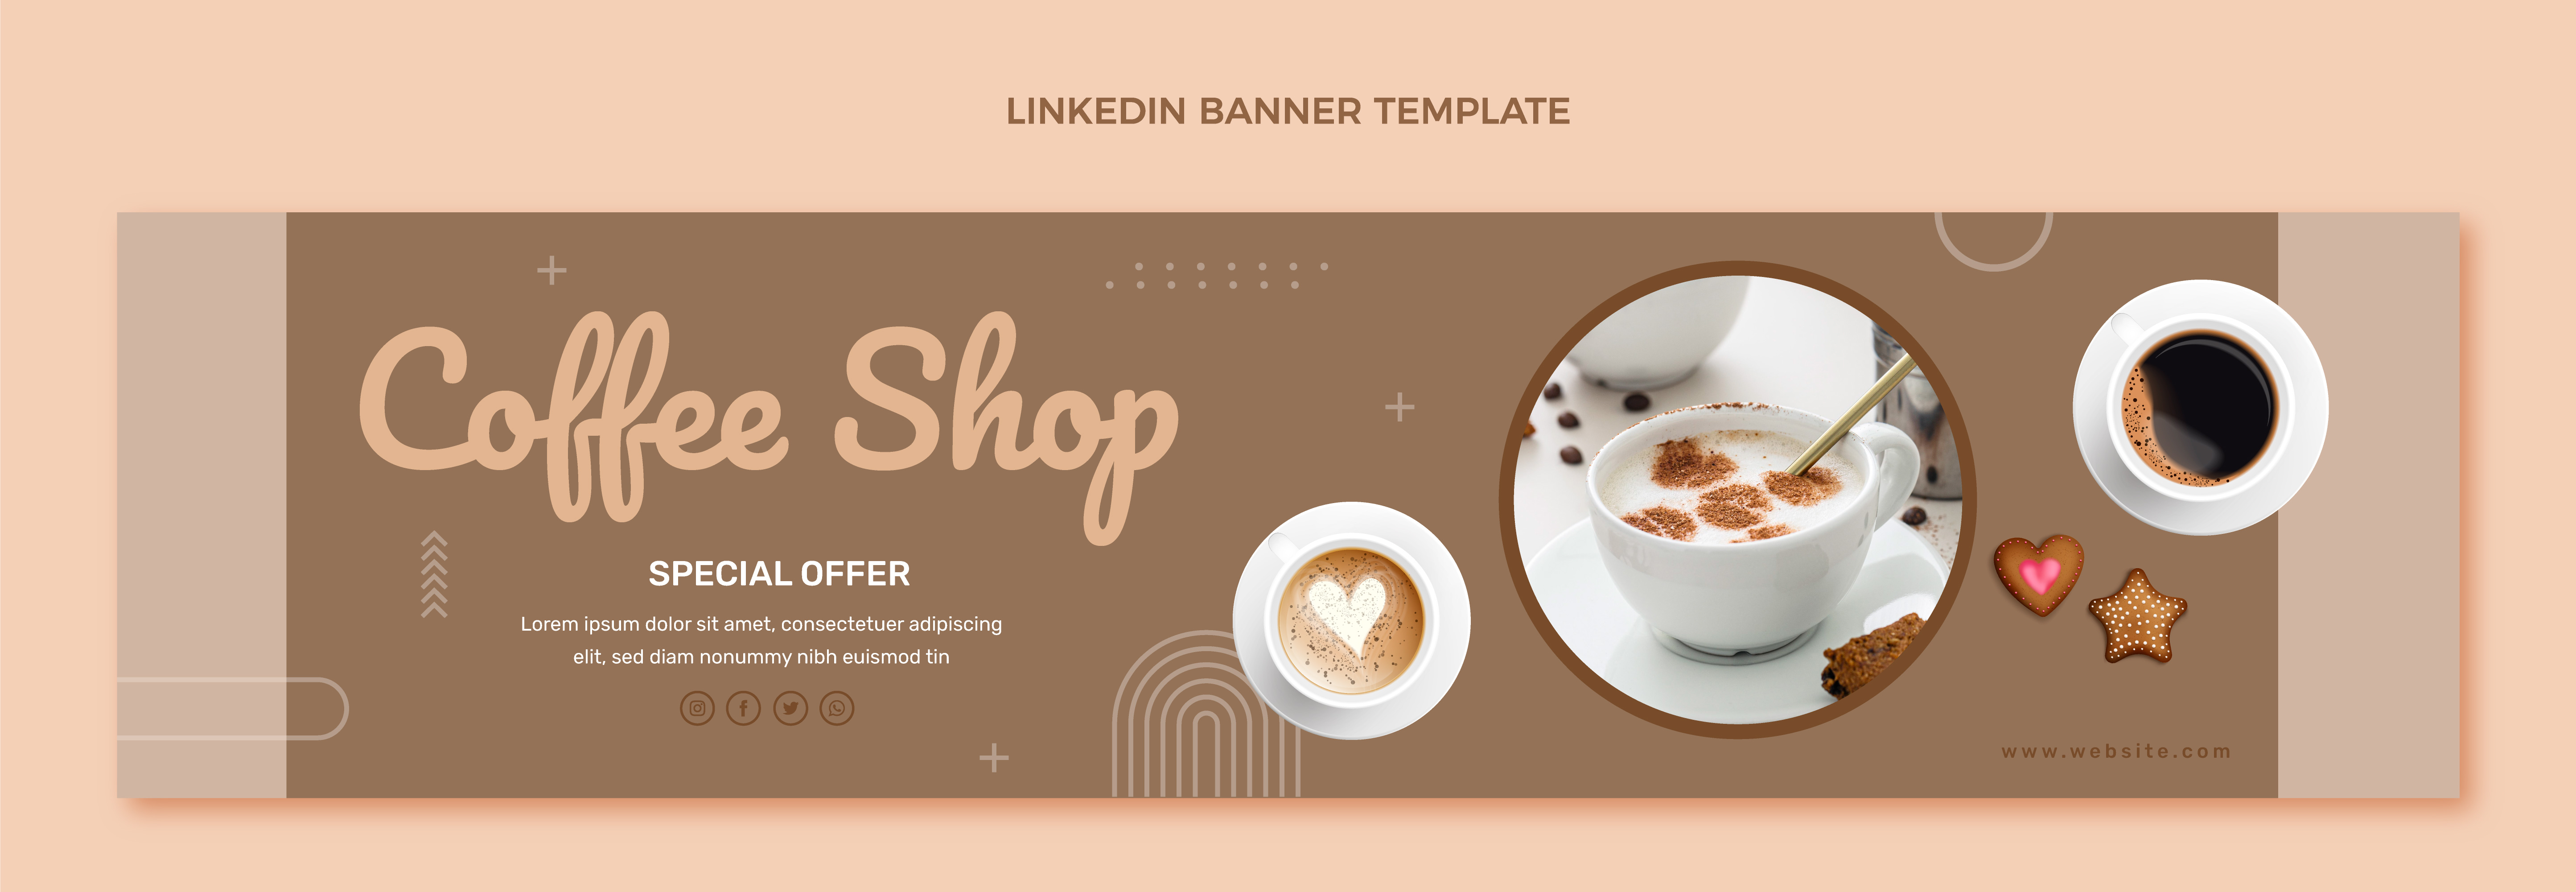 LINKEDIN BANNER TEMPLATE
Coffee Shop
SPECIAL OFFER
Lorem ipsum dolor sit amet, consectetuer adipiscing
elit, sed diam nonummy nibh euismod tin
www.website.com